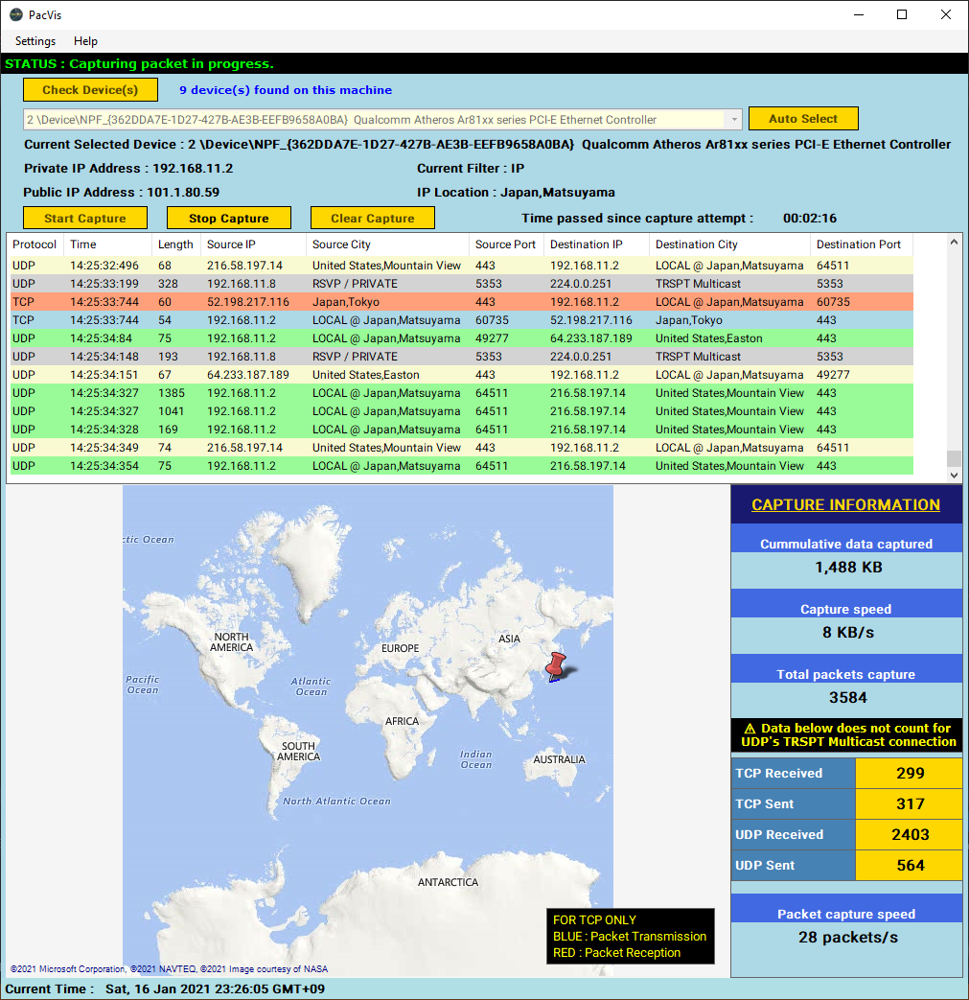 PacVis
Settings Help
STATUS : Capturing packet in progress.
Check Device(s) 9 device(s) found on this machine
2 \Device\NPF_{362DDA7E-1D27-427B-AE3B-EEFB9658A0BA} Qualcomm Atheros Ar81xx series PCI-E Ethernet Controller Auto Select
Current Selected Device : 2 \Device\NPF_{362DDA7E-1D27-427B-AE3B-EEFB9658A0BA} Qualcomm Atheros Ar81xx series PCI-E Ethernet Controller
Private IP Address : 192.168.11.2 Current Filter : IP
Public IP Address : 101.1.80.59 IP Location : Japan,Matsuyama
Start Capture Stop Capture Clear Capture Time passed since capture attempt : 00:02:16
Protocol Time Length Source IP Source City Source Port Destination IP Destination City Destination Port
UDP 14:25:32:496 68 216.58.197.14 United States,Mountain View 443 192.168.11.2 LOCAL @ Japan,Matsuyama 64511
UDP 14:25:33:199 328 192.168.11.8 RSVP / PRIVATE 5353 224.0.0.251 TRSPT Multicast 5353
TCP 14:25:33:744 60 52.198.217.116 Japan,Tokyo 443 192.168.11.2 LOCAL @ Japan,Matsuyama 60735
TCP 14:25:33:744 54 192.168.11.2 LOCAL @ Japan,Matsuyama 60735 52.198.217.116 Japan,Tokyo 443
UDP 14:25:34:84 75 192.168.11.2 LOCAL @ Japan,Matsuyama 49277 64.233.187.189 United States,Easton 443
UDP 14:25:34:148 193 192.168.11.8 RSVP / PRIVATE 5353 224.0.0.251 TRSPT Multicast 5353
UDP 14:25:34:151 67 64.233.187.189 United States,Easton 443 192.168.11.2 LOCAL @ Japan,Matsuyama 49277
UDP 14:25:34:327 1385 192.168.11.2 LOCAL @ Japan,Matsuyama 64511 216.58.197.14 United States,Mountain View 443
UDP 14:25:34:327 1041 192.168.11.2 LOCAL @ Japan,Matsuyama 64511 216.58.197.14 United States,Mountain View 443
UDP 14:25:34:328 169 192.168.11.2 LOCAL @ Japan,Matsuyama 64511 216.58.197.14 United States,Mountain View 443
UDP 14:25:34:349 74 216.58.197.14 United States,Mountain View 443 192.168.11.2 LOCAL @ Japan,Matsuyama 64511
UDP 14:25:34:354 75 192.168.11.2 LOCAL @ Japan,Matsuyama 64511 216.58.197.14 United States,Mountain View 443
ctic Ocean
NORTH
AMERICA
EUROPE
ASIA
Pacific
Ocean
Atlantic
Ocean
AFRICA
SOUTH
AMERICA
Indian
Ocean
AUSTRALIA
North Atlantic Ocean
ANTARCTICA
FOR TCP ONLY
BLUE : Packet Transmission
RED : Packet Reception
©2021 Microsoft Corporation, ©2021 NAVTEQ, ©2021 Image courtesy of NASA
CAPTURE INFORMATION
Cummulative data captured
1,488 KB
Capture speed
8 KB/s
Total packets capture
3584
⚠ Data below does not count for
UDP's TRSPT Multicast connection
TCP Received 299
TCP Sent 317
UDP Received 2403
UDP Sent 564
Packet capture speed
28 packets/s
Current Time : Sat, 16 Jan 2021 23:26:05 GMT+09